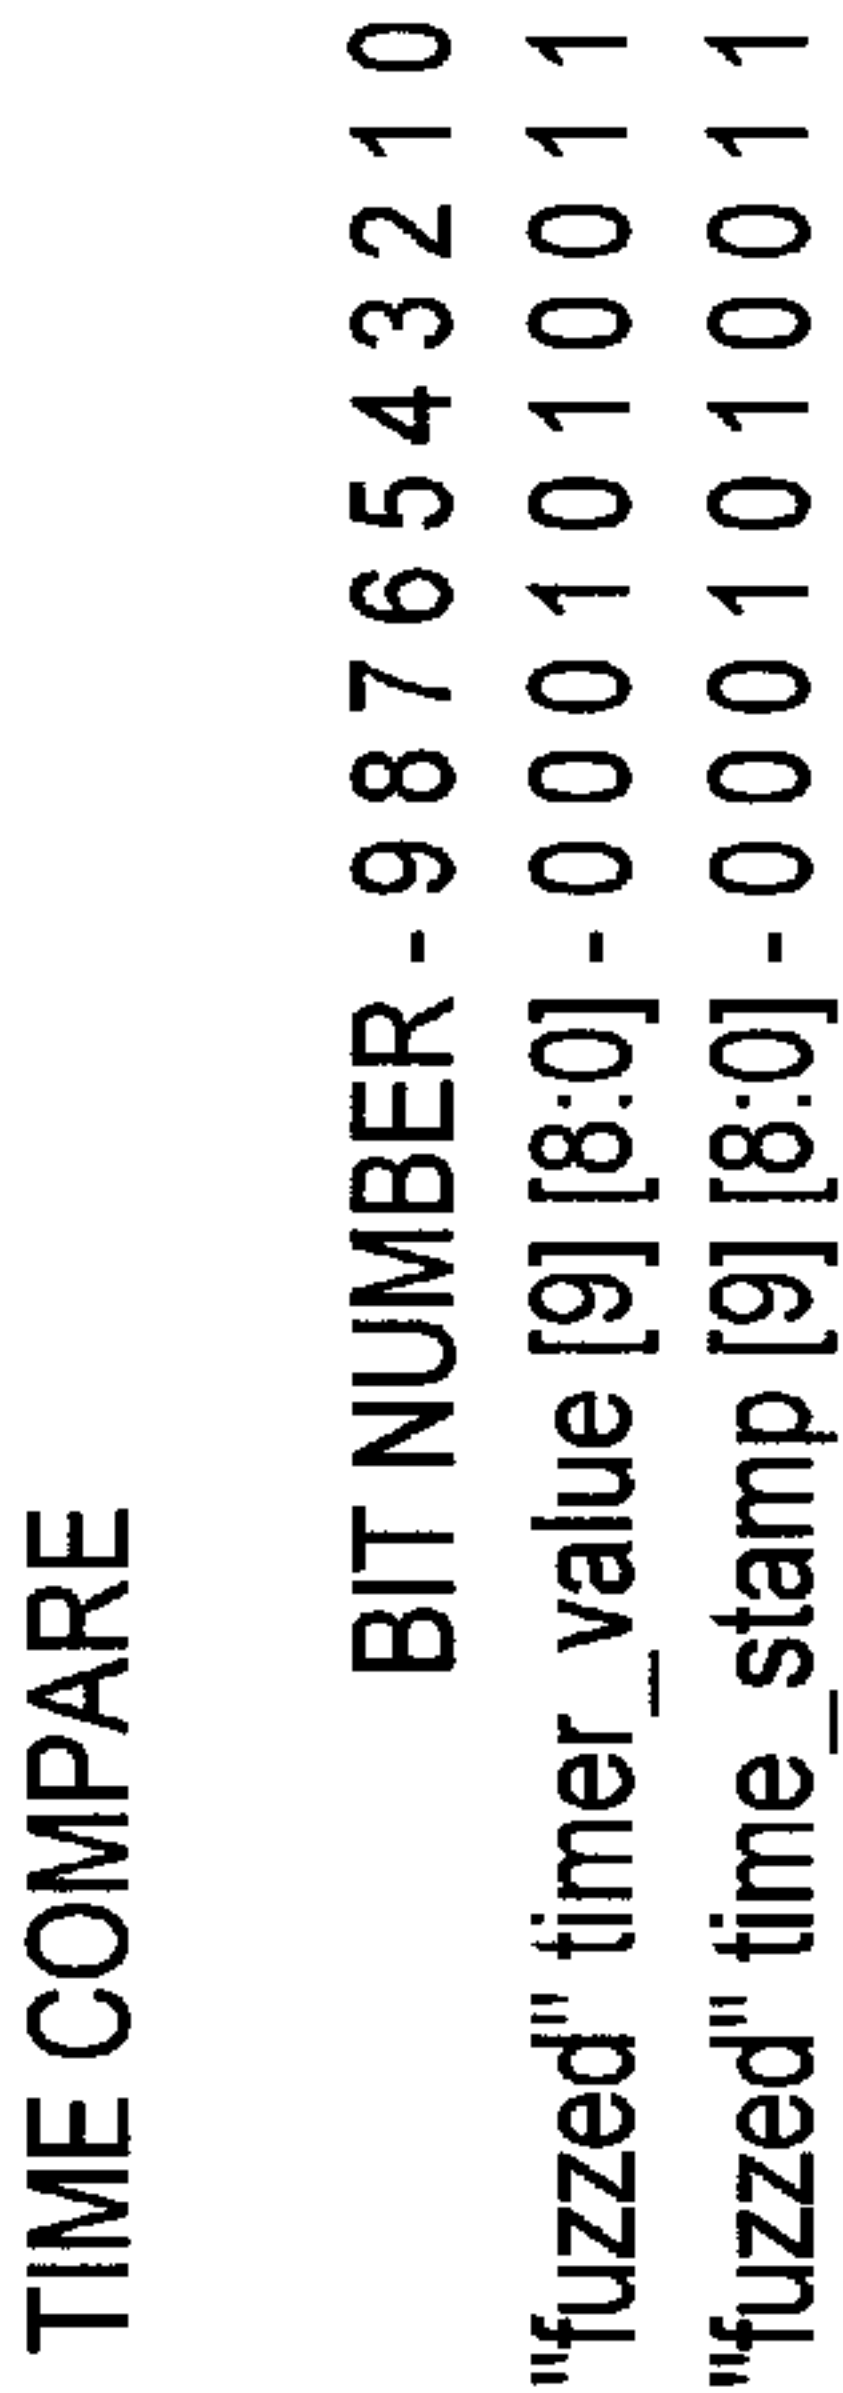 TIME COMPARE
BIT NUMBER - 9 8 7 6 5 4 3 2 1 0
"fuzzed" timer_value [9] [8:0] - 0 0 0 1 0 1 0 0 1 1
"fuzzed" time_stamp [9] [8:0] - 0 0 0 1 0 1 0 0 1 1